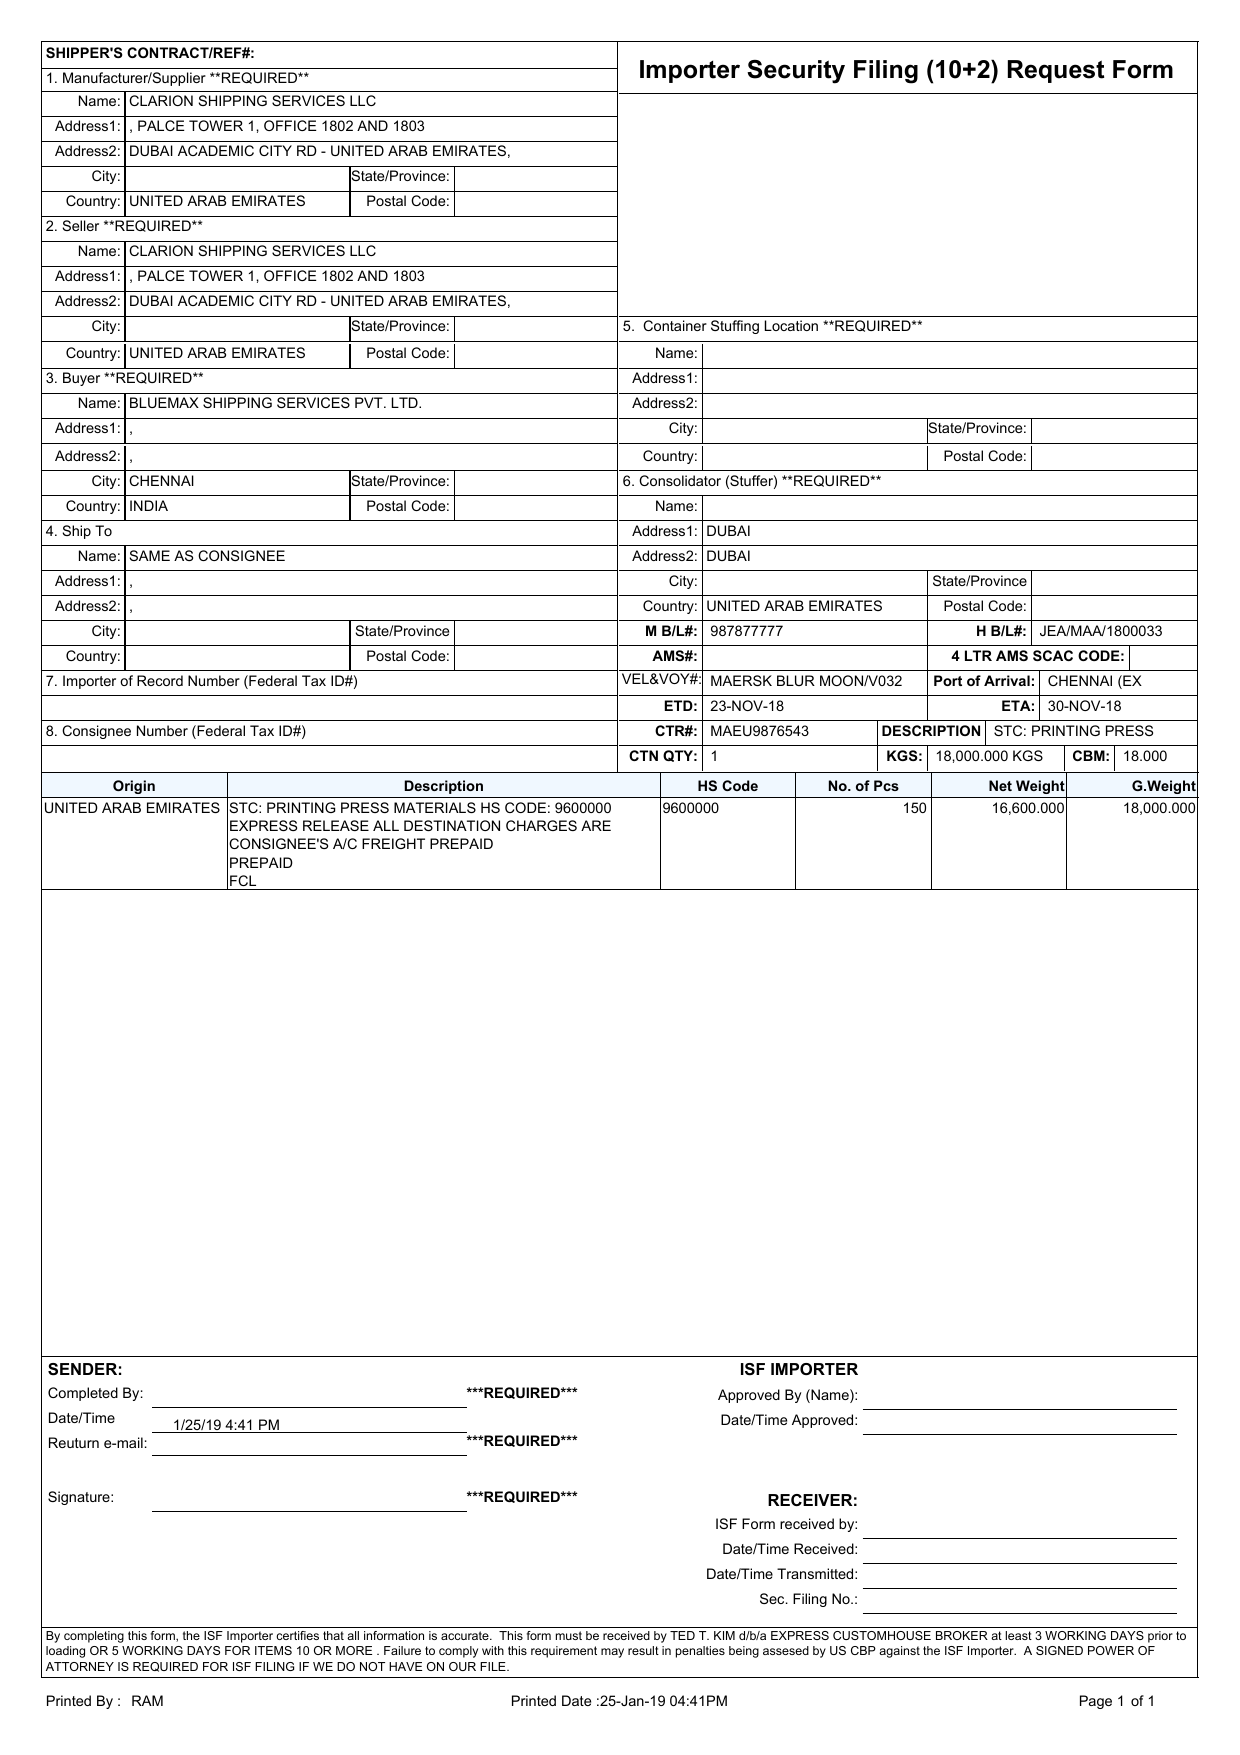 SHIPPER'S CONTRACT/REF#:
Importer Security Filing (10+2) Request Form
1. Manufacturer/Supplier **REQUIRED**
Name: CLARION SHIPPING SERVICES LLC
Address1: , PALCE TOWER 1, OFFICE 1802 AND 1803
Address2: DUBAI ACADEMIC CITY RD - UNITED ARAB EMIRATES,
City: State/Province:
Country: UNITED ARAB EMIRATES Postal Code:
2. Seller **REQUIRED**
Name: CLARION SHIPPING SERVICES LLC
Address1: , PALCE TOWER 1, OFFICE 1802 AND 1803
Address2: DUBAI ACADEMIC CITY RD - UNITED ARAB EMIRATES,
City: State/Province:
Country: UNITED ARAB EMIRATES Postal Code:
3. Buyer **REQUIRED**
Name: BLUEMAX SHIPPING SERVICES PVT. LTD.
Address1: ,
Address2: ,
City: CHENNAI State/Province:
Country: INDIA Postal Code:
4. Ship To
Name: SAME AS CONSIGNEE
Address1: ,
Address2: ,
City: State/Province
Country: Postal Code:
7. Importer of Record Number (Federal Tax ID#)
8. Consignee Number (Federal Tax ID#)
5. Container Stuffing Location **REQUIRED**
Name:
Address1:
Address2:
City: State/Province:
Country: Postal Code:
6. Consolidator (Stuffer) **REQUIRED**
Name:
Address1: DUBAI
Address2: DUBAI
City: State/Province
Country: UNITED ARAB EMIRATES Postal Code:
M B/L#: 987877777 H B/L#: JEA/MAA/1800033
AMS#: 4 LTR AMS SCAC CODE:
VEL&VOY#: MAERSK BLUR MOON/V032 Port of Arrival: CHENNAI (EX
ETD: 23-NOV-18 ETA: 30-NOV-18
CTR#: MAEU9876543 DESCRIPTION STC: PRINTING PRESS
CTN QTY: 1 KGS: 18,000.000 KGS CBM: 18.000
Origin Description HS Code No. of Pcs Net Weight G.Weight
UNITED ARAB EMIRATES STC: PRINTING PRESS MATERIALS HS CODE: 9600000 9600000 150 16,600.000 18,000.000
EXPRESS RELEASE ALL DESTINATION CHARGES ARE
CONSIGNEE'S A/C FREIGHT PREPAID
PREPAID
FCL
SENDER:
Completed By: ***REQUIRED***
Date/Time 1/25/19 4:41 PM
Reuturn e-mail: ***REQUIRED***
Signature: ***REQUIRED***
ISF IMPORTER
Approved By (Name):
Date/Time Approved:
RECEIVER:
ISF Form received by:
Date/Time Received:
Date/Time Transmitted:
Sec. Filing No.:
By completing this form, the ISF Importer certifies that all information is accurate. This form must be received by TED T. KIM d/b/a EXPRESS CUSTOMHOUSE BROKER at least 3 WORKING DAYS prior to
loading OR 5 WORKING DAYS FOR ITEMS 10 OR MORE . Failure to comply with this requirement may result in penalties being assesed by US CBP against the ISF Importer. A SIGNED POWER OF
ATTORNEY IS REQUIRED FOR ISF FILING IF WE DO NOT HAVE ON OUR FILE.
Printed By : RAM Printed Date :25-Jan-19 04:41PM Page 1 of 1